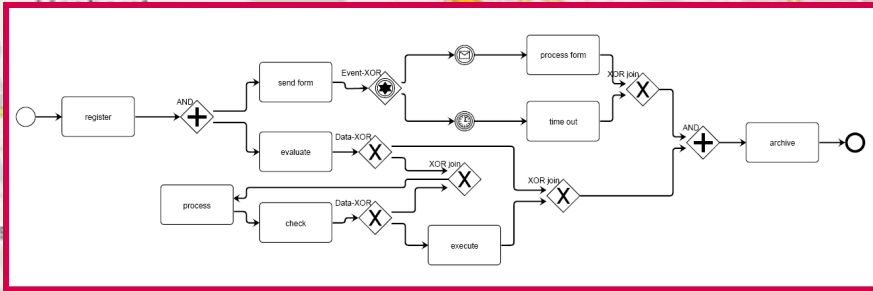 process form
Event-XOR
send form
XOR join
AND
register
time out
AND
Data-XOR
evaluate
archive
XOR join
XOR join
process
Data-XOR
check
execute